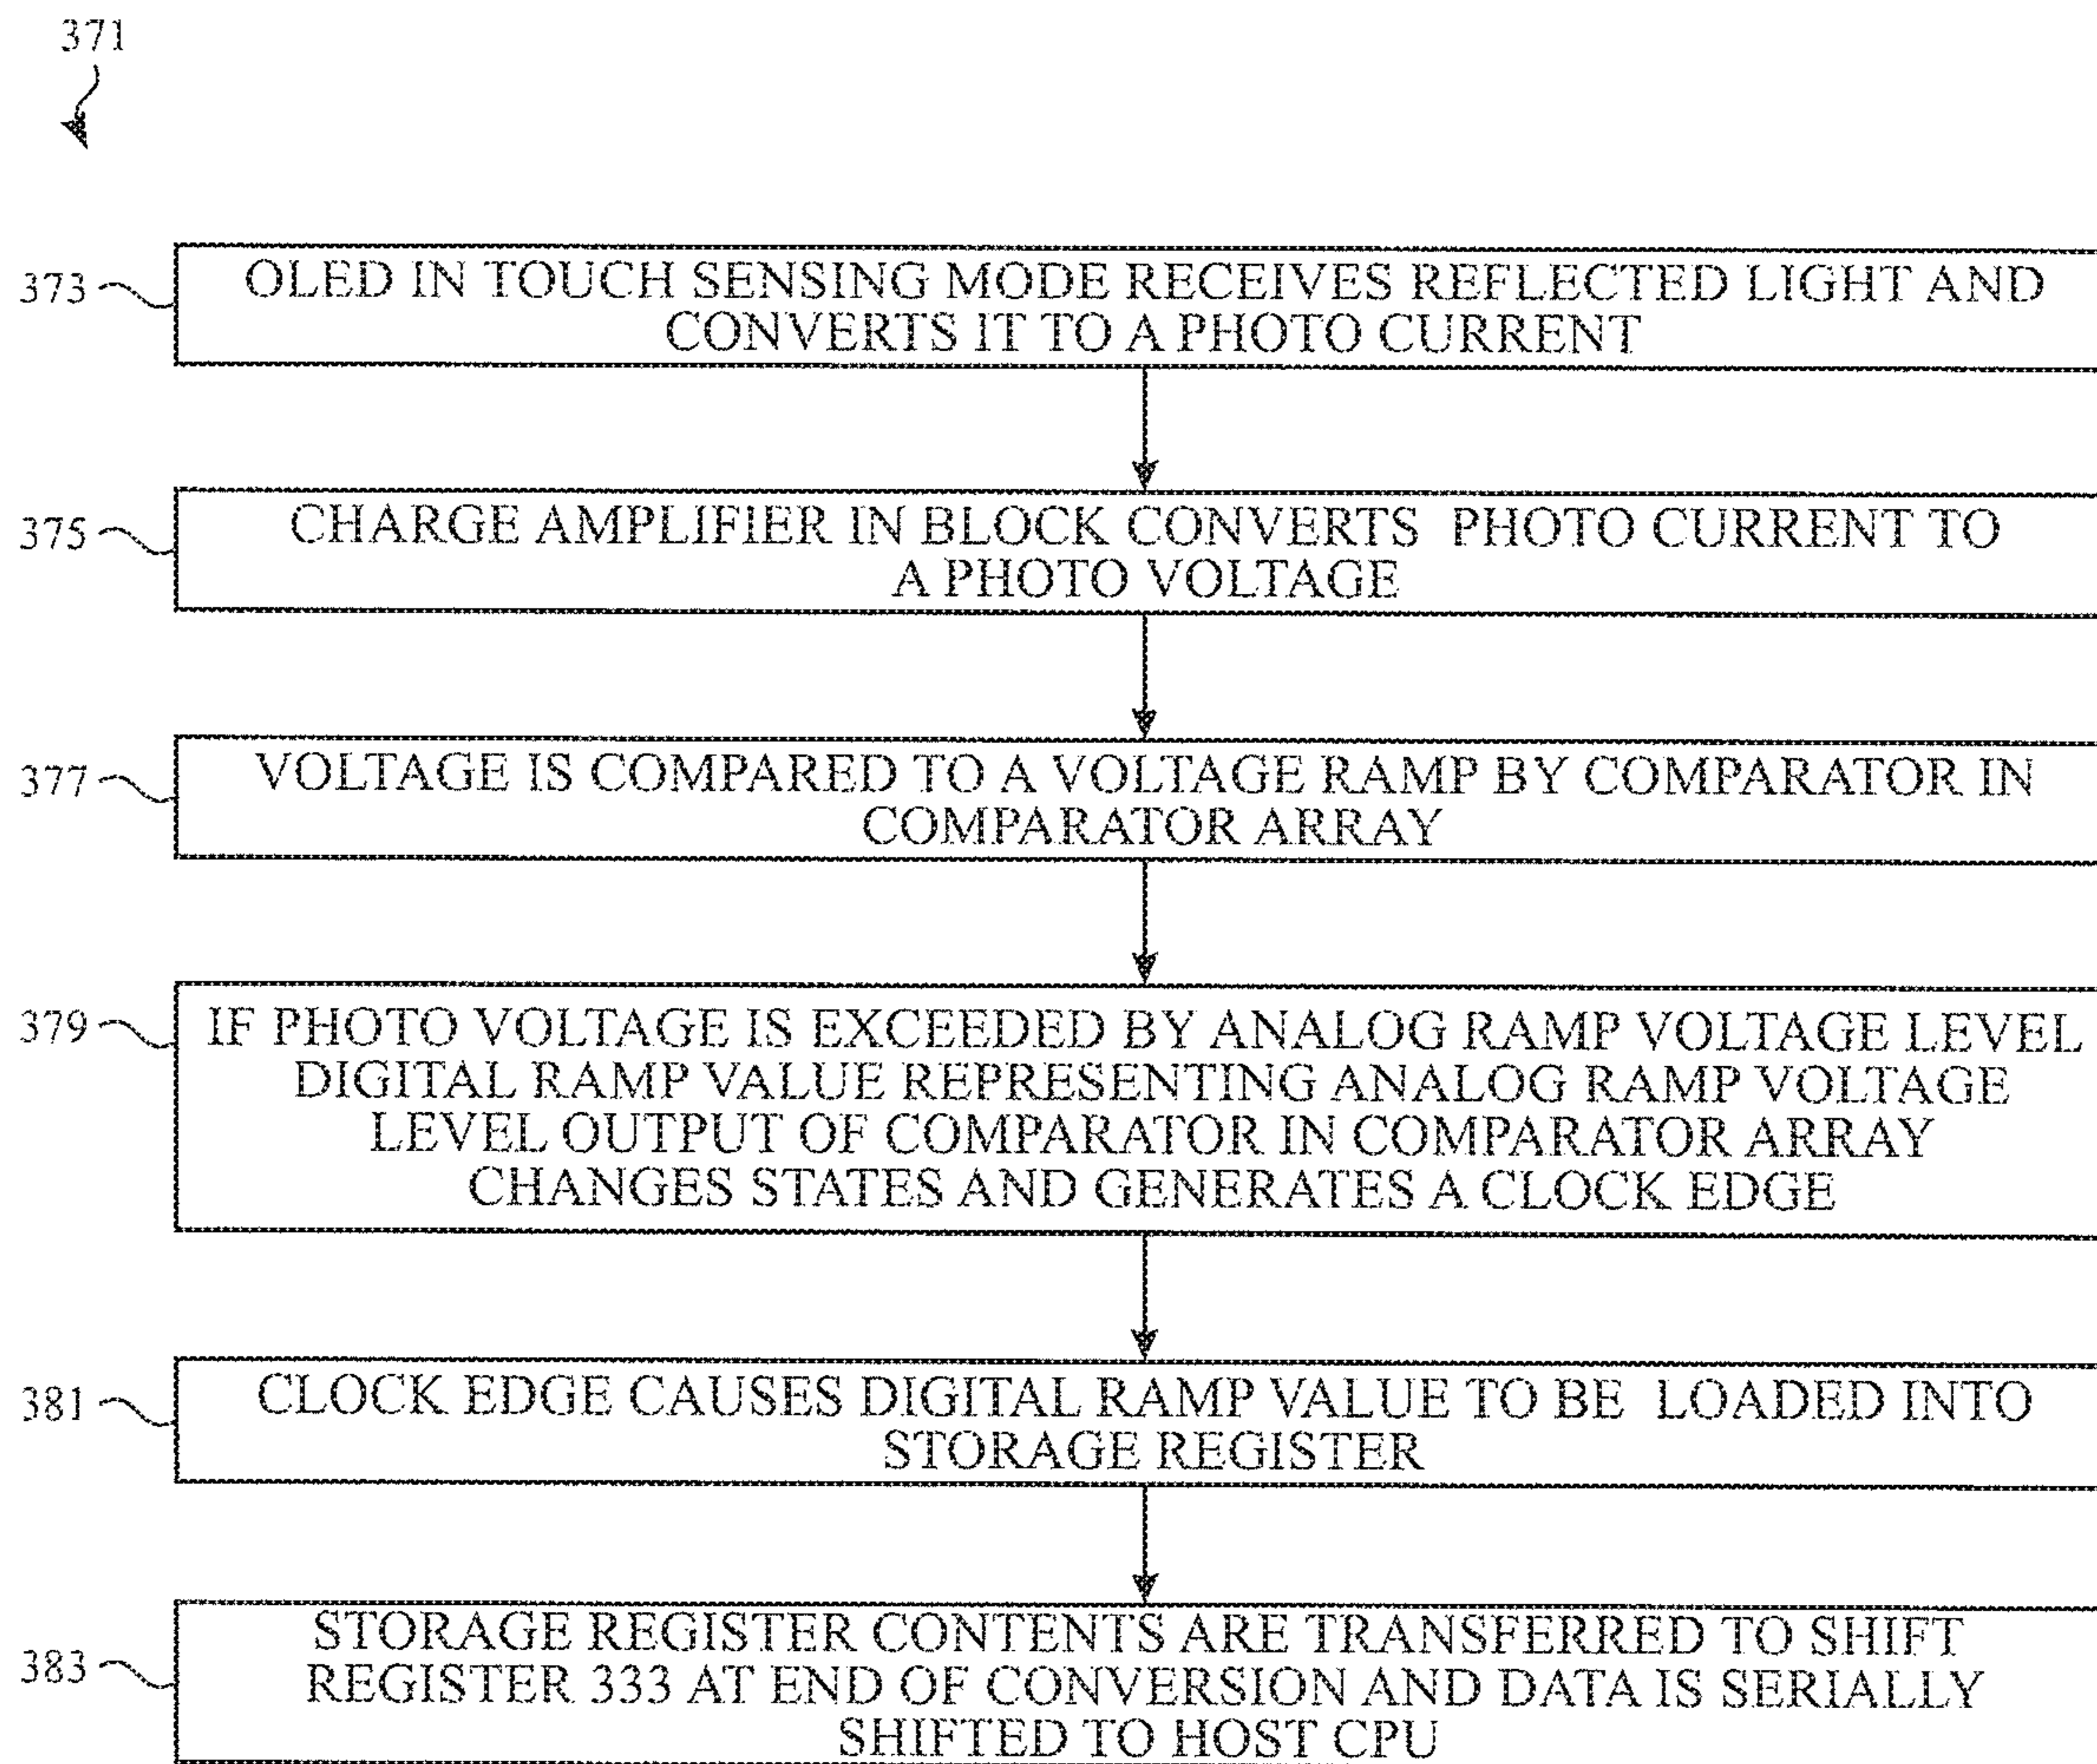 371
373
OLED IN TOUCH SENSING MODE RECEIVES REFLECTED LIGHT AND
CONVERTS IT TO A PHOTO CURRENT
375
CHARGE AMPLIFIER IN BLOCK CONVERTS PHOTO CURRENT TO
A PHOTO VOLTAGE
377
VOLTAGE IS COMPARED TO A VOLTAGE RAMP BY COMPARATOR IN
COMPARATOR ARRAY
379
IF PHOTO VOLTAGE IS EXCEEDED BY ANALOG RAMP VOLTAGE LEVEL
DIGITAL RAMP VALUE REPRESENTING ANALOG RAMP VOLTAGE
LEVEL OUTPUT OF COMPARATOR IN COMPARATOR ARRAY
CHANGES STATES AND GENERATES A CLOCK EDGE
381
CLOCK EDGE CAUSES DIGITAL RAMP VALUE TO BE LOADED INTO
STORAGE REGISTER
383
STORAGE REGISTER CONTENTS ARE TRANSFERRED TO SHIFT
REGISTER 333 AT END OF CONVERSION AND DATA IS SERIALLY
SHIFTED TO HOST CPU